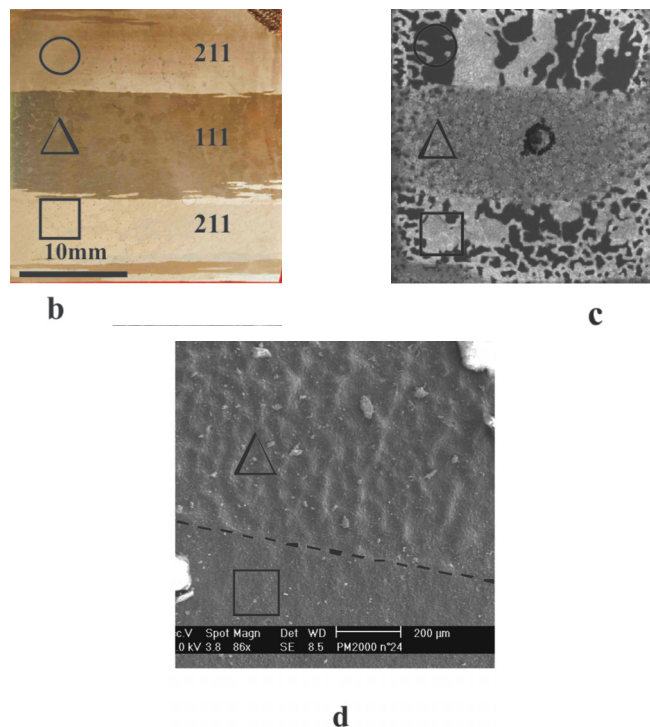 211
111
211
10mm
b
c
c.V Spot Magn Det WD 200 µm
.0 kV 3.8 86x SE 8.5 PM2000 n°24
d